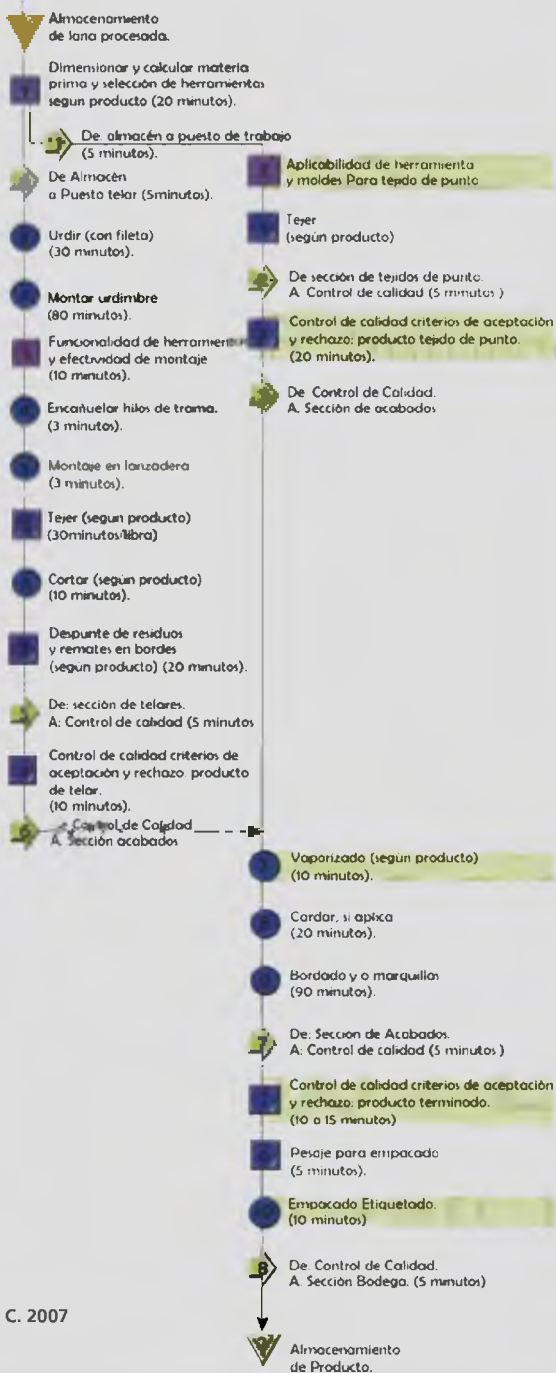 Almacenamiento
de lana procesada.
Dimensionar y calcular materia
prima y selección de herramientas
segun producto (20 minutos).
De. almacén a puesto de trabajo
(5 minutos).
De Almacén
a Puesto telar (5minutos).
Urdir (con fileta)
(30 minutos).
Montar urdimbre
(80 minutos).
Funcionalidad de herramientas
y efectividad de montaje
(10 minutos).
Encañuelar hilos de trama.
(3 minutos).
Montaje en lanzadera
(3 minutos).
Tejer (segun producto)
(30minutos/libra)
Cortar (según producto)
(10 minutos).
Despunte de residuos
y remates en bordes
(según producto) (20 minutos).
5
De: sección de telares.
A: Control de calidad (5 minutos
Control de calidad criterios de
aceptación y rechazo: producto
de telar.
(10 minutos).
6
Control de Calidad
A. Sección acabados
Aplicabilidad de herramienta
y moldes Para tejido de punto
Tejer
(según producto)
De sección de tejidos de punto.
A. Control de calidad (5 minutos )
Control de calidad criterios de aceptación
y rechazo: producto tejido de punto.
(20 minutos).
De. Control de Calidad.
A. Sección de acabados
Vaporizado (según producto)
(10 minutos).
Cardar, si aplica
(20 minutos).
Bordado y o marquillas
(90 minutos).
7
De: Sección de Acabados.
A: Control de calidad (5 minutos )
Control de calidad criterios de aceptación
y rechazo: producto terminado.
(10 a 15 minutos)
Pesaje para empacado
(5 minutos).
Empacado Etiquetado.
(10 minutos)
8
De. Control de Calidad.
A. Sección Bodega. (5 minutos)
Almacenamiento
de Producto.
C. 2007